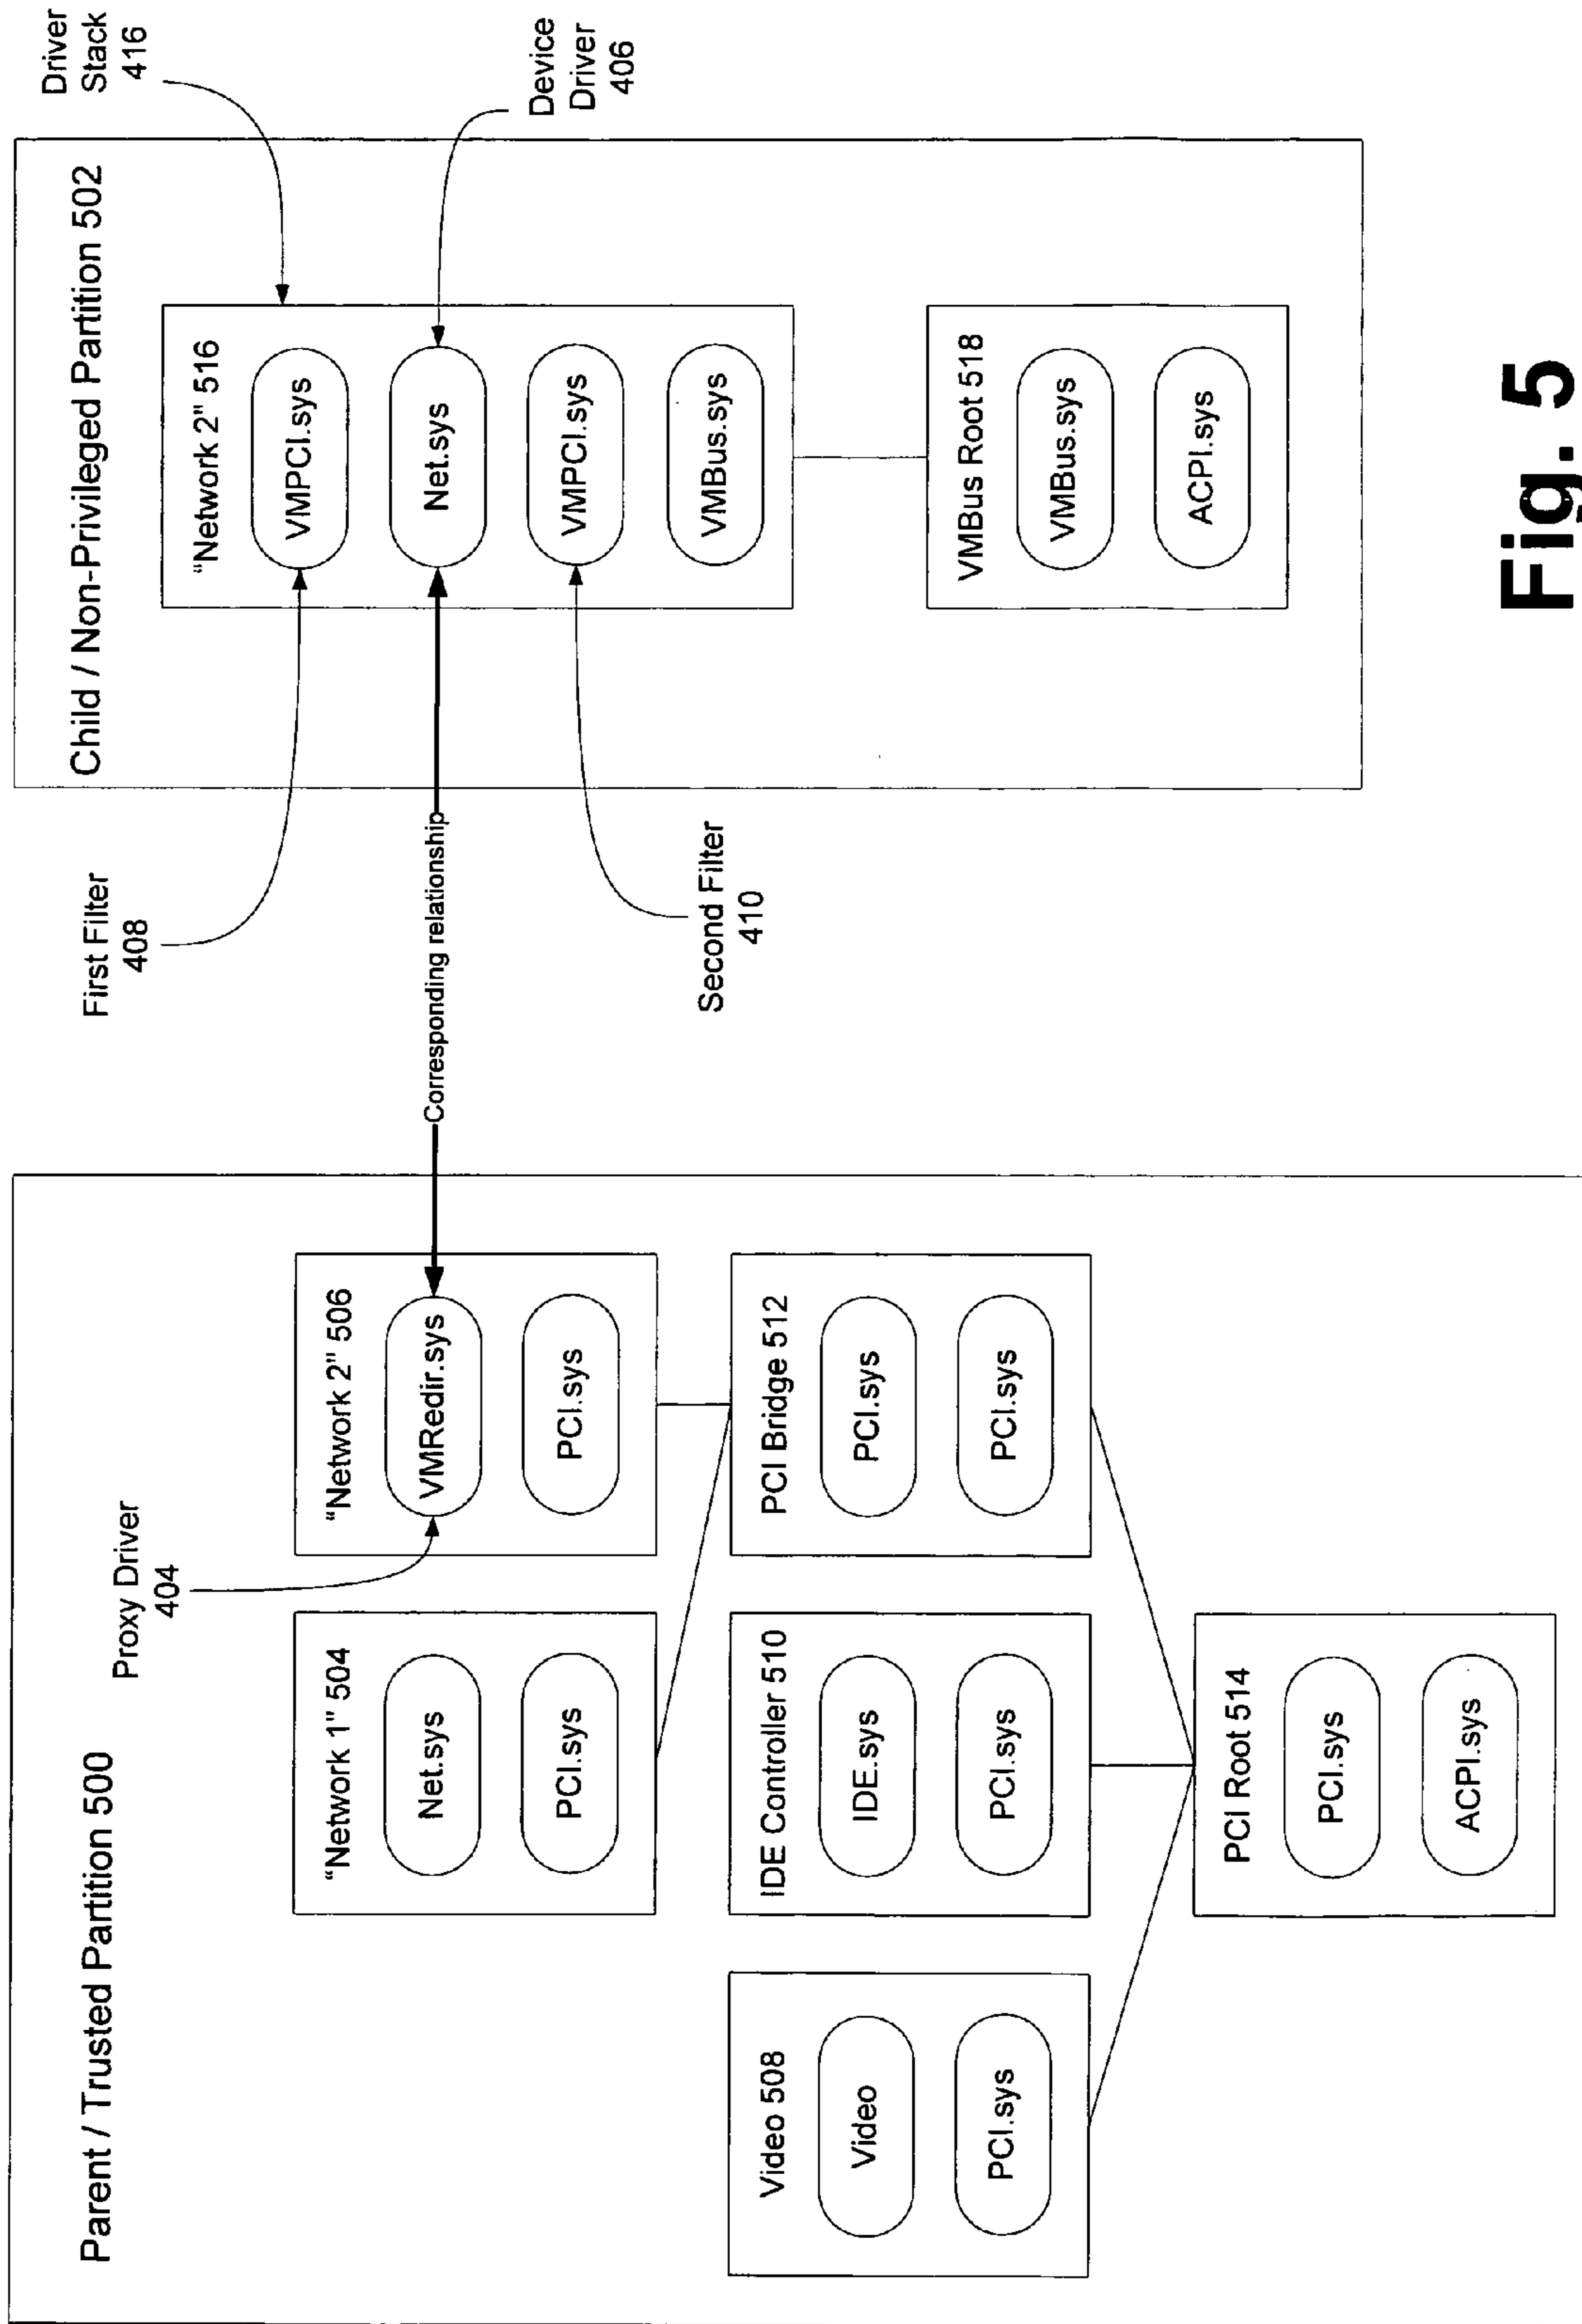 Parent / Trusted Partition 500
Proxy Driver
404
"Network 1" 504
Net.sys
PCI.sys
"Network 2" 506
VMRedir.sys
PCI.sys
Video 508
Video
PCI.sys
IDE Controller 510
IDE.sys
PCI.sys
PCI Bridge 512
PCI.sys
PCI.sys
PCI Root 514
PCI.sys
ACPI.sys
First Filter
408
Corresponding relationship
Second Filter
410
Child / Non-Privileged Partition 502
"Network 2" 516
VMPCI.sys
Net.sys
VMPCI.sys
VMBus.sys
VMBus Root 518
VMBus.sys
ACPI.sys
Driver
Stack
416
Device
Driver
406
Fig. 5